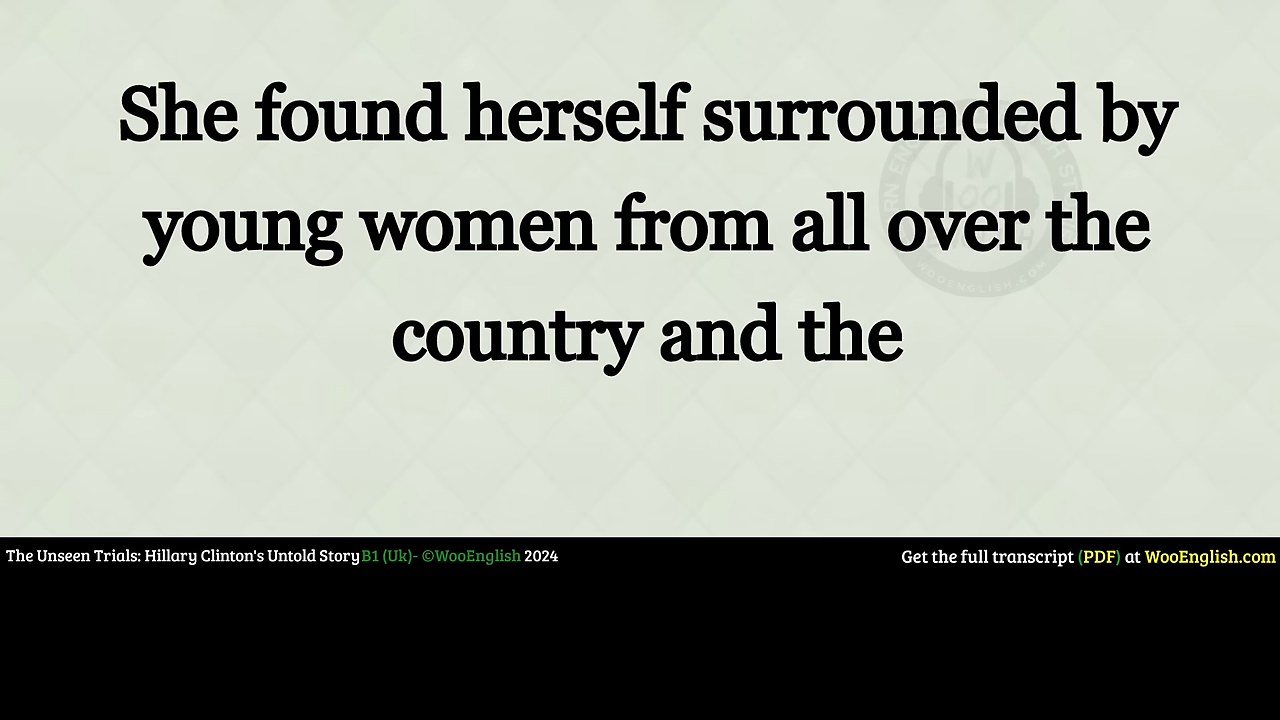 She found herself surrounded by
young women from all over the
country and the
The Unseen Trials: Hillary Clinton's Untold Story B1 (Uk)- ©WooEnglish 2024
Get the full transcript (PDF) at WooEnglish.com